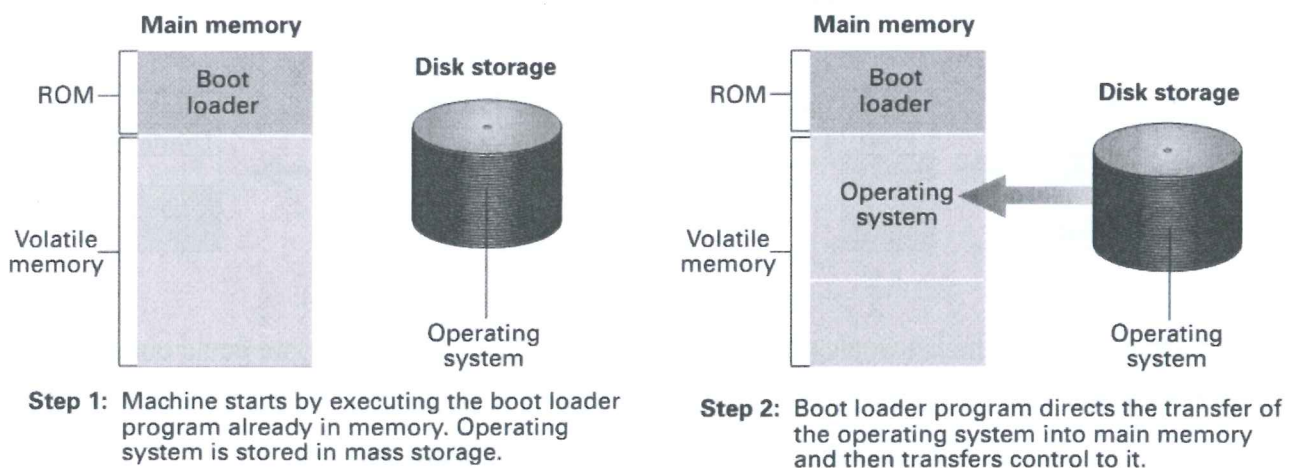 Main memory
ROM
Boot
loader
Disk storage
Volatile
memory
Operating
system
Step 1: Machine starts by executing the boot loader
program already in memory. Operating
system is stored in mass storage.
Main memory
ROM
Boot
loader
Disk storage
Operating
system
Volatile
memory
Operating
system
Step 2: Boot loader program directs the transfer of
the operating system into main memory
and then transfers control to it.